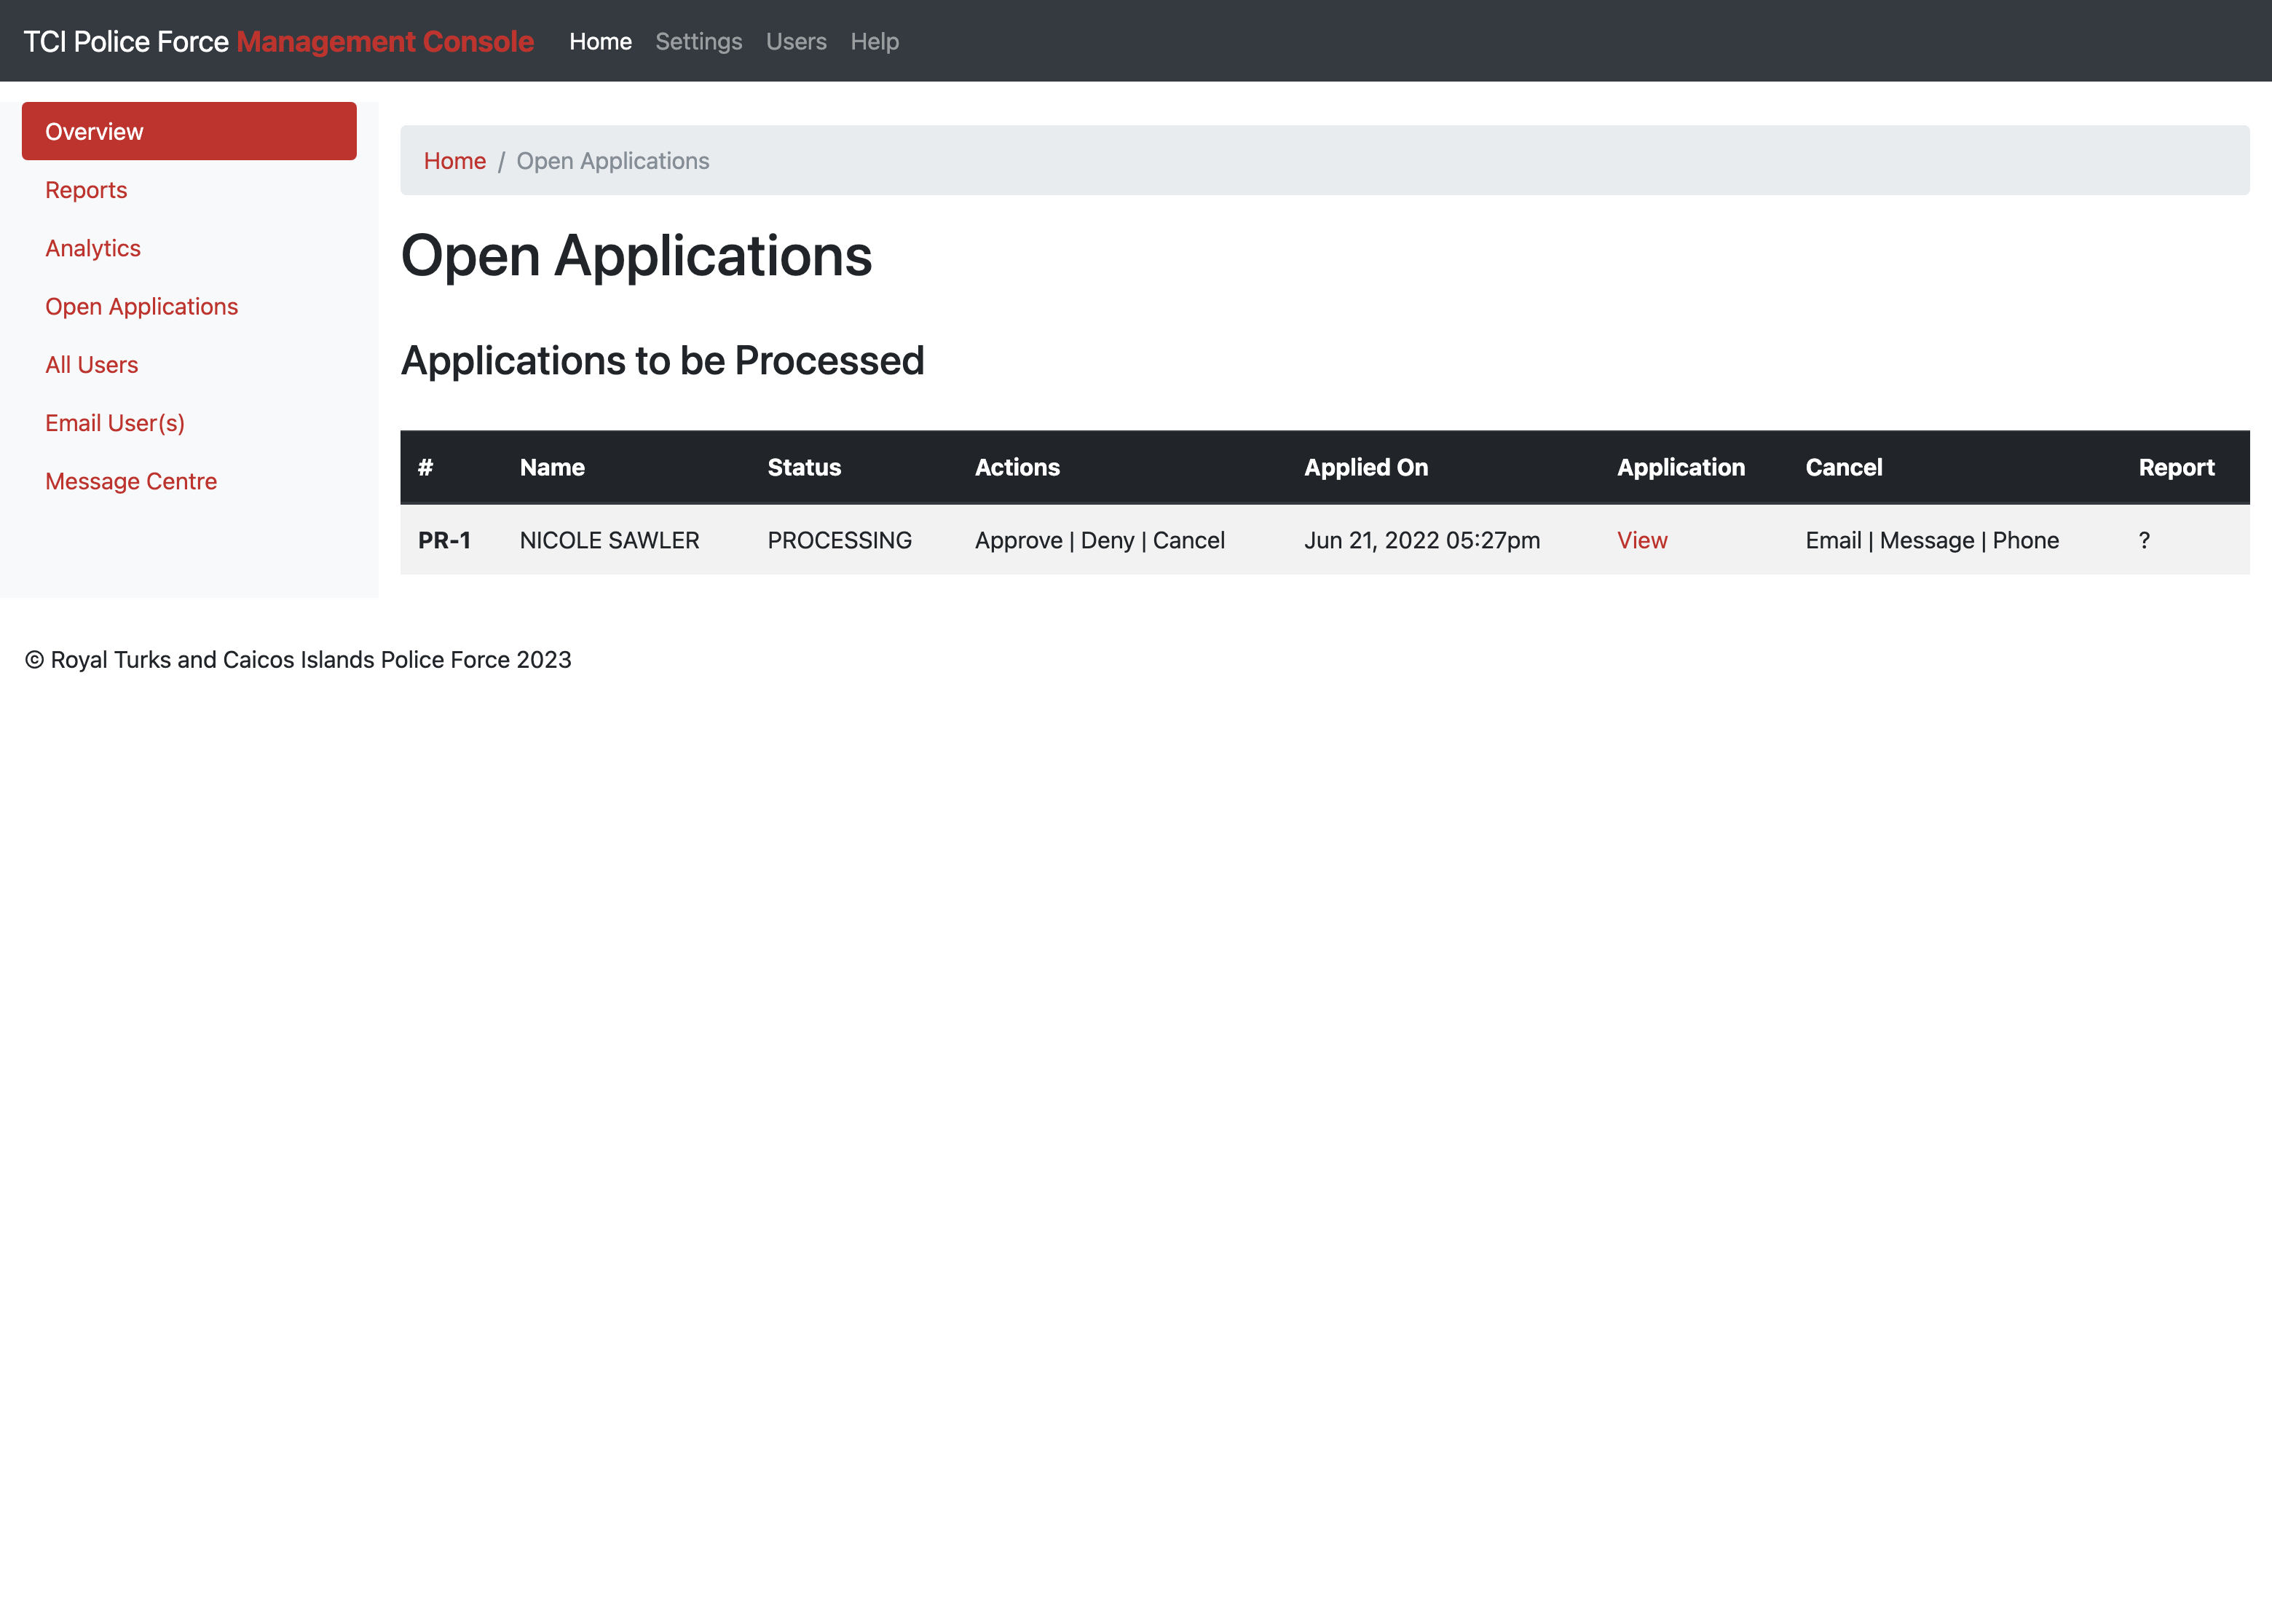 TCI Police Force Management Console Home Settings Users Help
Overview
Reports
Analytics
Open Applications
All Users
Email User(s)
Message Centre
Home / Open Applications
Open Applications
Applications to be Processed
# Name Status Actions Applied On Application Cancel Report
PR-1 NICOLE SAWLER PROCESSING Approve | Deny | Cancel Jun 21, 2022 05:27pm View Email | Message | Phone ?
© Royal Turks and Caicos Islands Police Force 2023